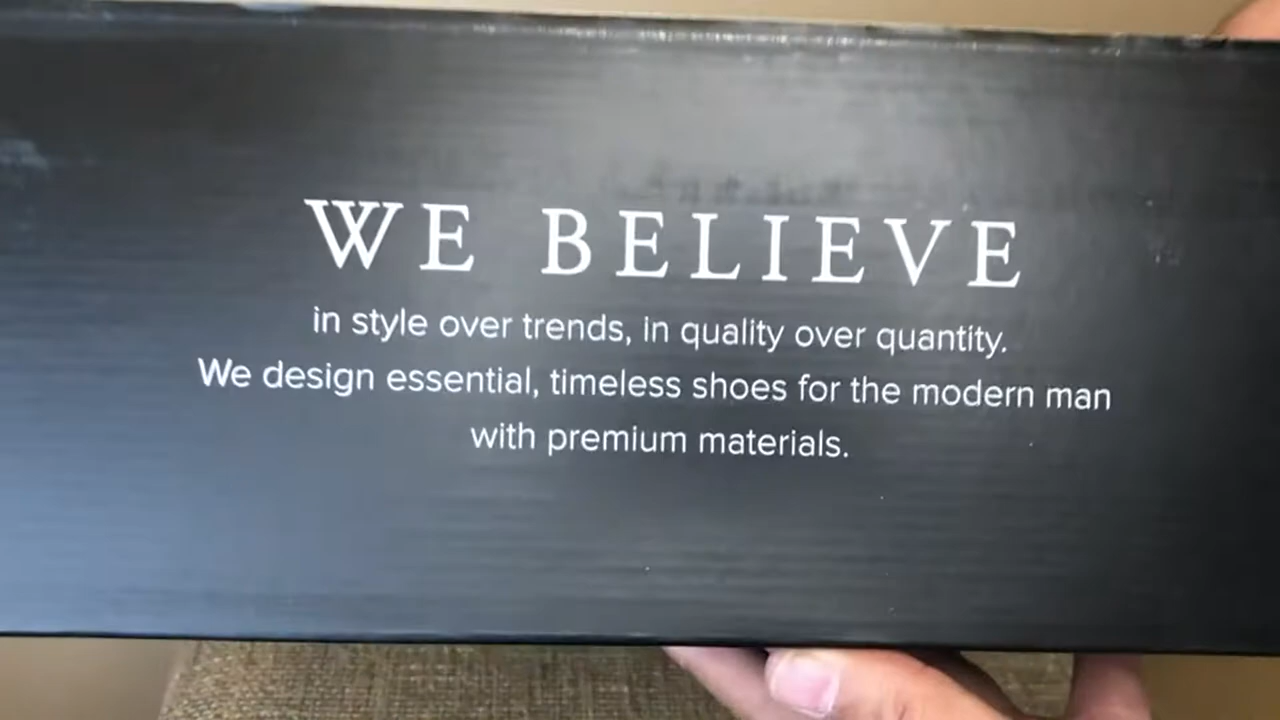 WE BELIEVE
in style over trends, in quality over quantity.
We design essential, timeless shoes for the modern man
with premium materials.